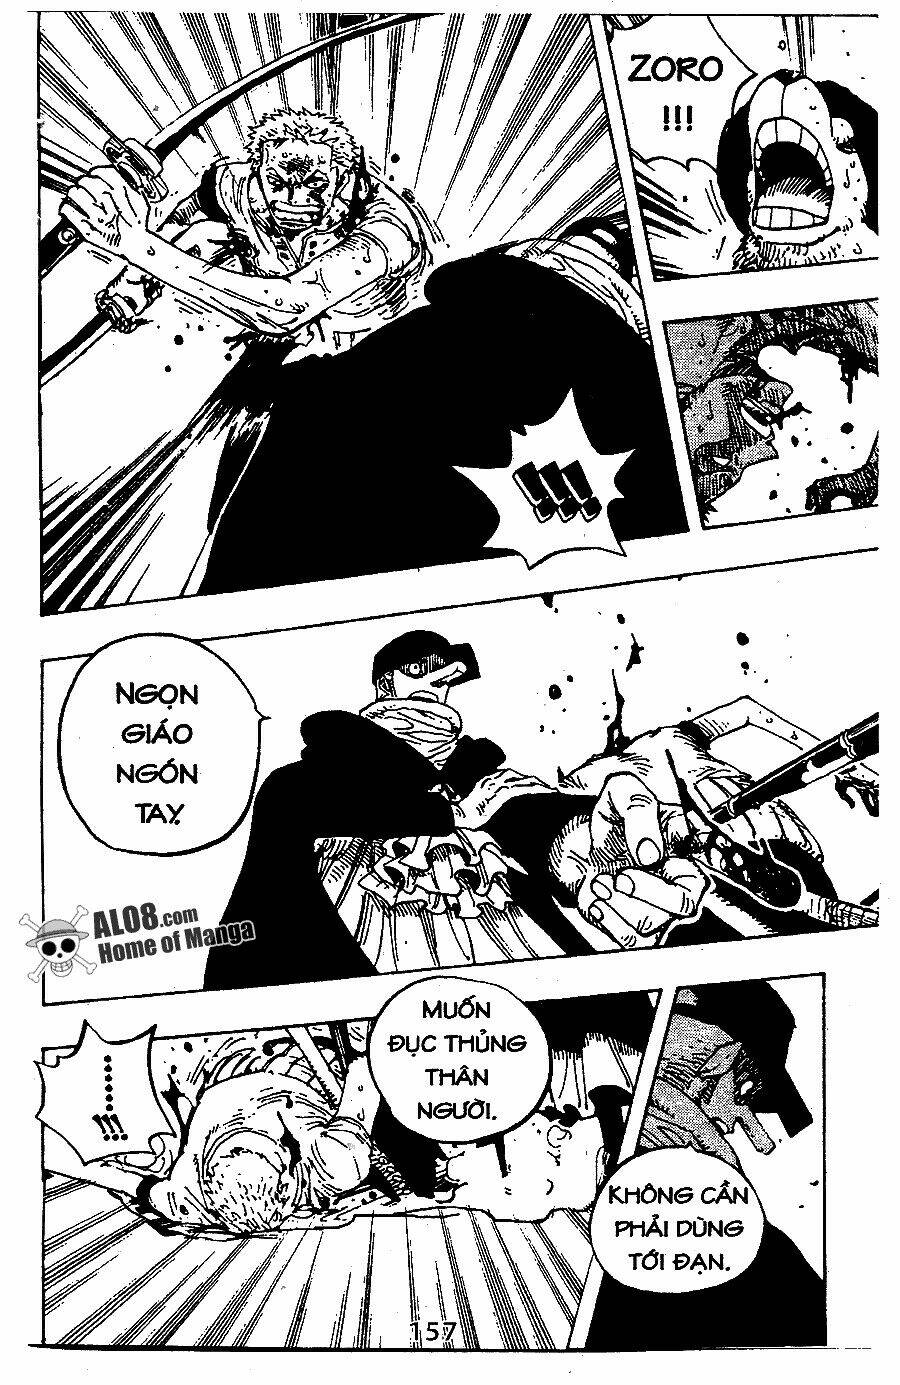 ZORO
!!!
!!!
NGỌN
GIÁO
NGÓN
TAY.
AL08.com
Home of Manga
MUỐN
ĐỤC THỦNG
THÂN
NGƯỜI.
......!!!
KHÔNG CẦN
PHẢI DÙNG
TỚI ĐẠN.
157